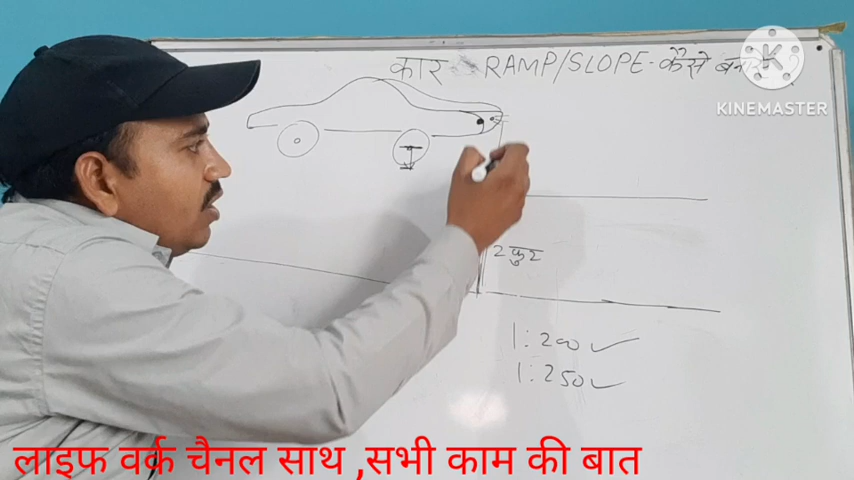 कार RAMP/SLOPE-कैसे
KINEMASTER
2 फुट
1:200
1:250
लाइफ वर्क चैनल साथ ,सभी काम की बात